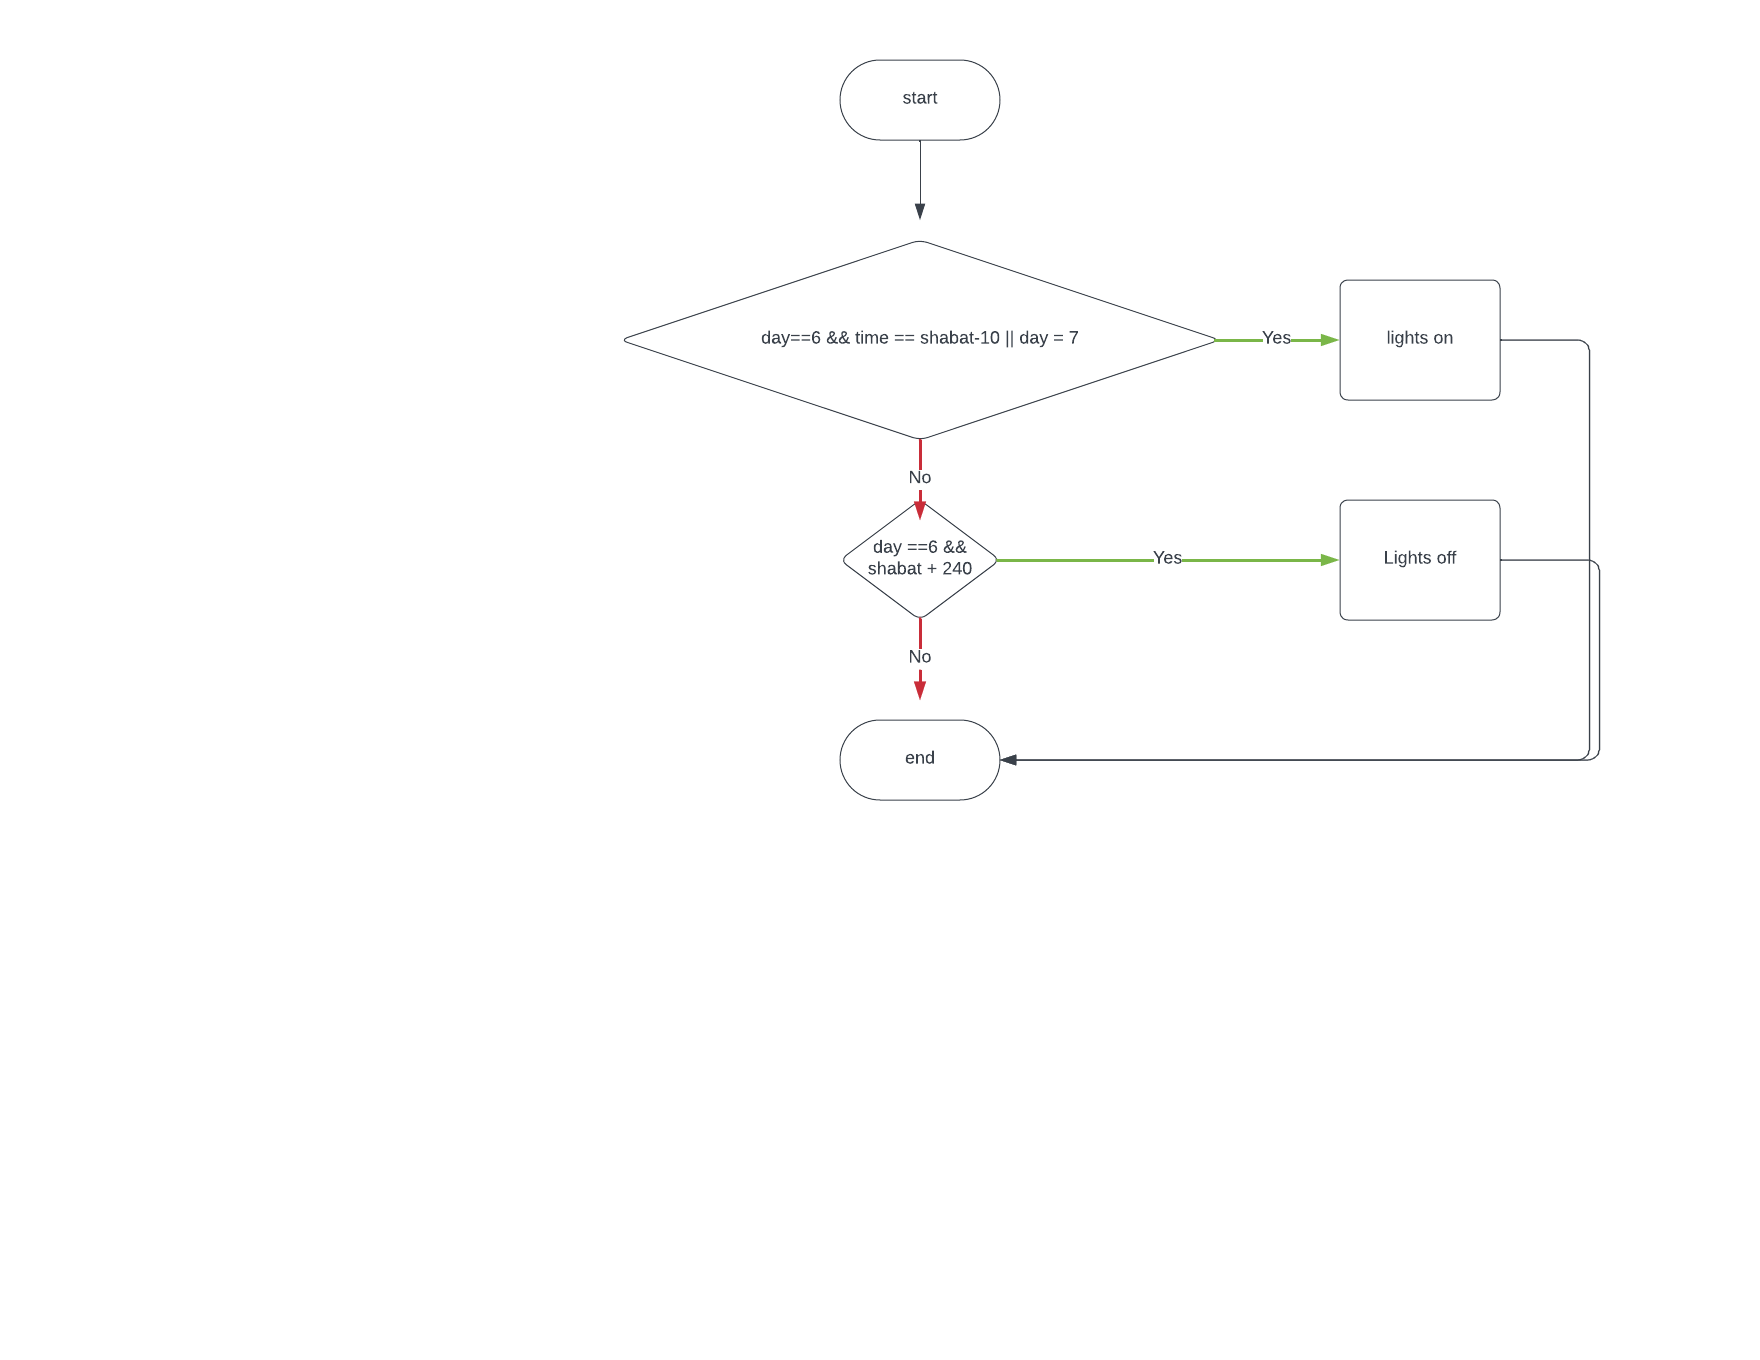 start
day==6 && time == shabat-10 || day = 7
Yes
lights on
No
day ==6 &&
shabat + 240
Yes
Lights off
No
end